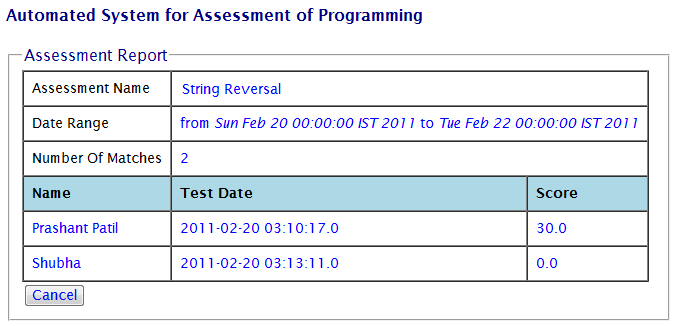 Automated System for Assessment of Programming
Assessment Report
Assessment Name String Reversal
Date Range from Sun Feb 20 00:00:00 IST 2011 to Tue Feb 22 00:00:00 IST 2011
Number Of Matches 2
Name Test Date Score
Prashant Patil 2011-02-20 03:10:17.0 30.0
Shubha 2011-02-20 03:13:11.0 0.0
Cancel